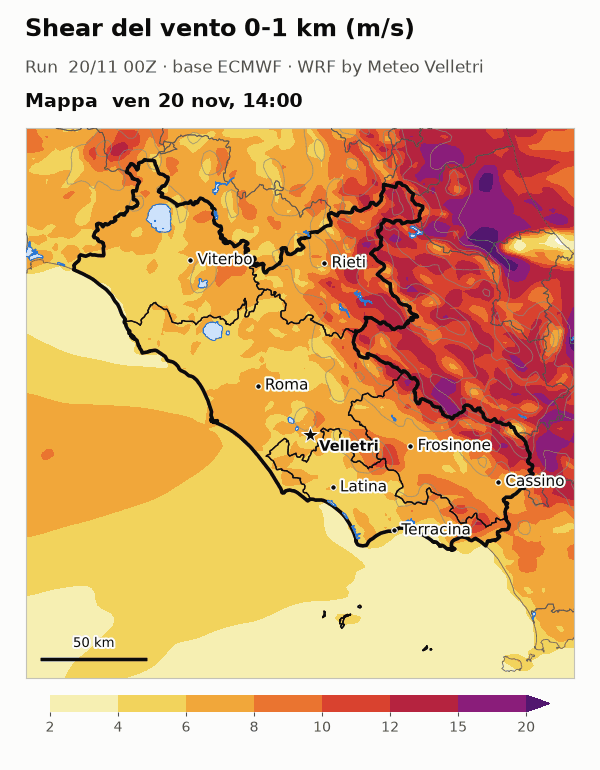 Shear del vento 0-1 km (m/s)
Run  20/11 00Z · base ECMWF · WRF by Meteo Velletri
Mappa  ven 20 nov, 14:00
Viterbo
Rieti
Roma
Velletri
Frosinone
Cassino
Latina
Terracina
50 km
2 4 6 8 10 12 15 20